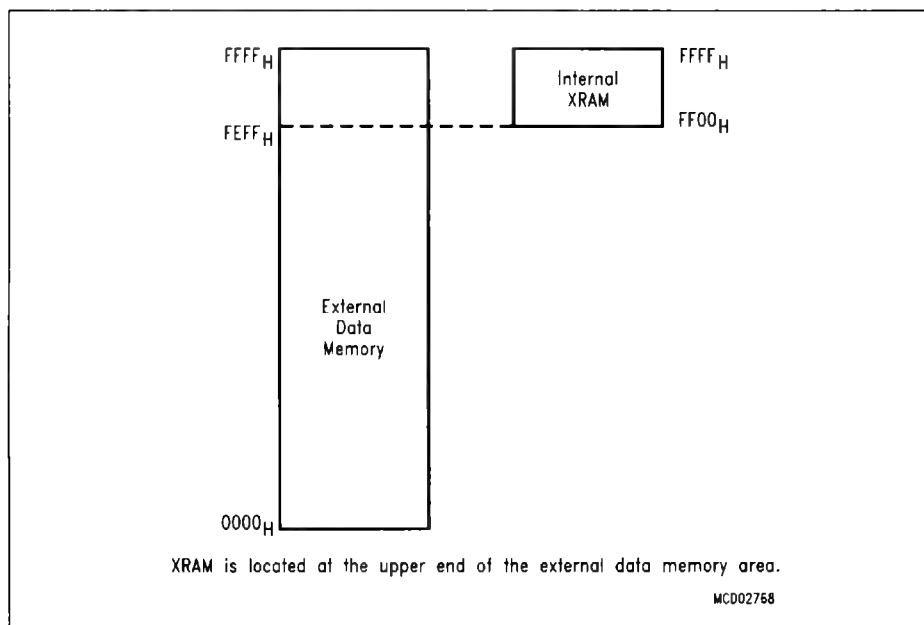 FFFFH
FEFFH
External
Data
Memory
0000H
Internal
XRAM
FFFFH
FF00H
XRAM is located at the upper end of the external data memory area.
MCD02768